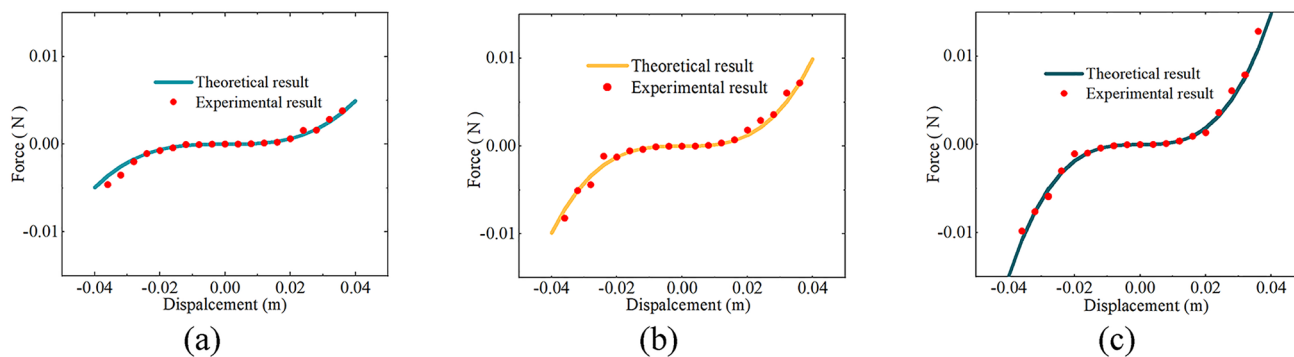 0.01
0.00
-0.01
Force ( N )
Theoretical result
Experimental result
-0.04
-0.02
0.00
0.02
0.04
Dispalcement (m)
(a)
0.01
0.00
-0.01
Force ( N )
Theoretical result
Experimental result
-0.04
-0.02
0.00
0.02
0.04
Dispalcement (m)
(b)
0.01
0.00
-0.01
Force ( N )
Theoretical result
Experimental result
-0.04
-0.02
0.00
0.02
0.04
Displacement (m)
(c)